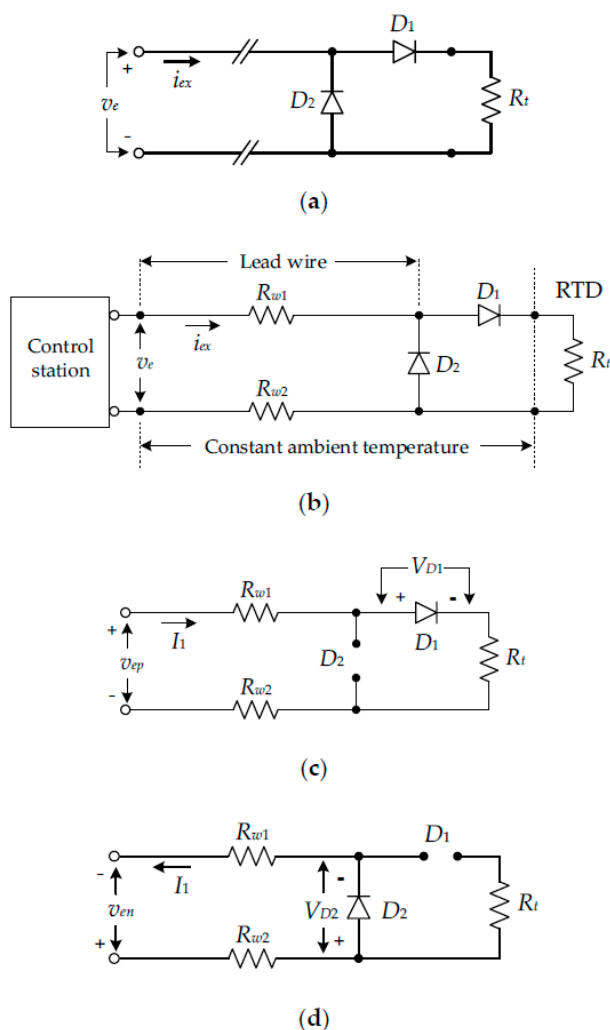 D1
+
iex
ve
D2
Rt
-
(a)
Lead wire
Rw1
D1
RTD
Control
station
ve
iex
D2
Rt
Rw2
Constant ambient temperature
(b)
VD1
Rw1
+ -
+
I1
D1
vep
D2
Rt
Rw2
-
(c)
Rw1
D1
-
I1
-
ven
VD2
D2
Rt
Rw2
+
+
(d)